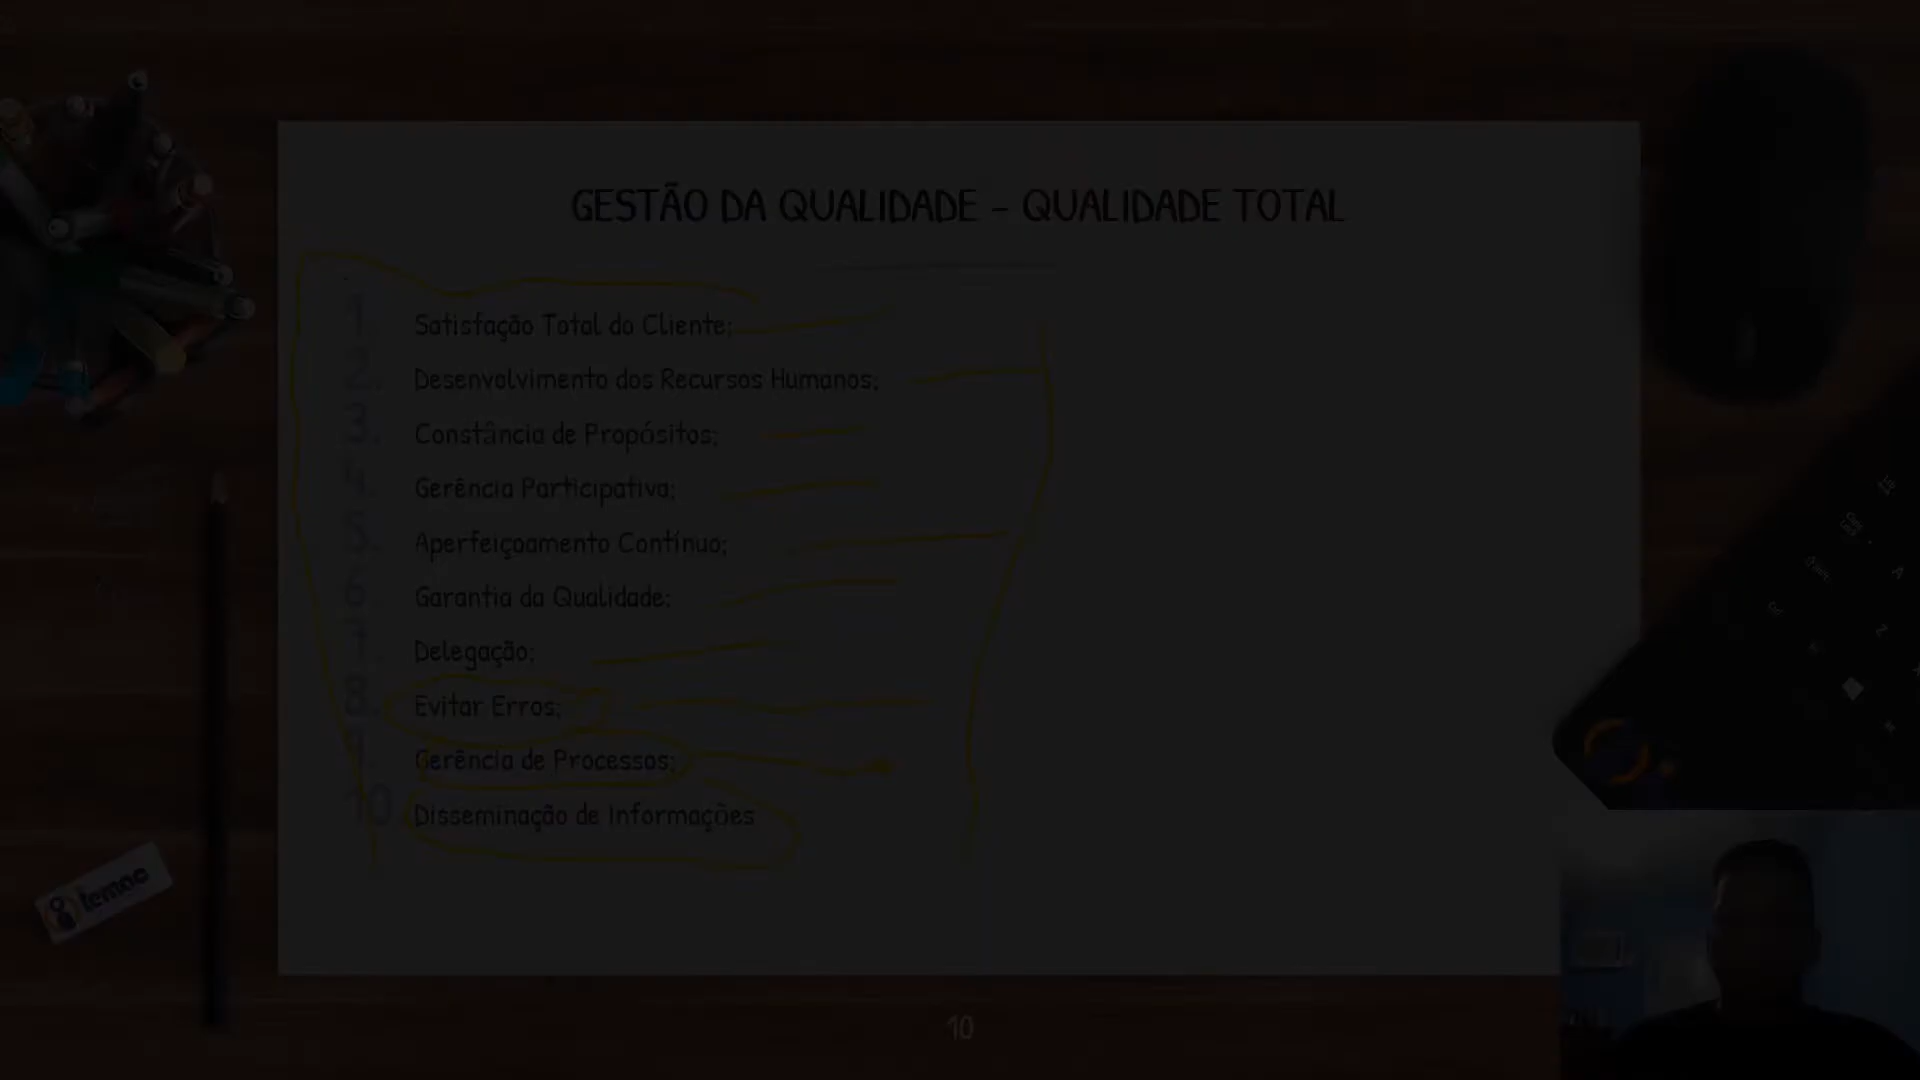 GESTÃO DA QUALIDADE – QUALIDADE TOTAL
1. Satisfação Total do Cliente;
2. Desenvolvimento dos Recursos Humanos;
3. Constância de Propósitos;
4. Gerência Participativa;
5. Aperfeiçoamento Contínuo;
6. Garantia da Qualidade;
7. Delegação;
8. Evitar Erros;
9. Gerência de Processos;
10. Disseminação de Informações
10